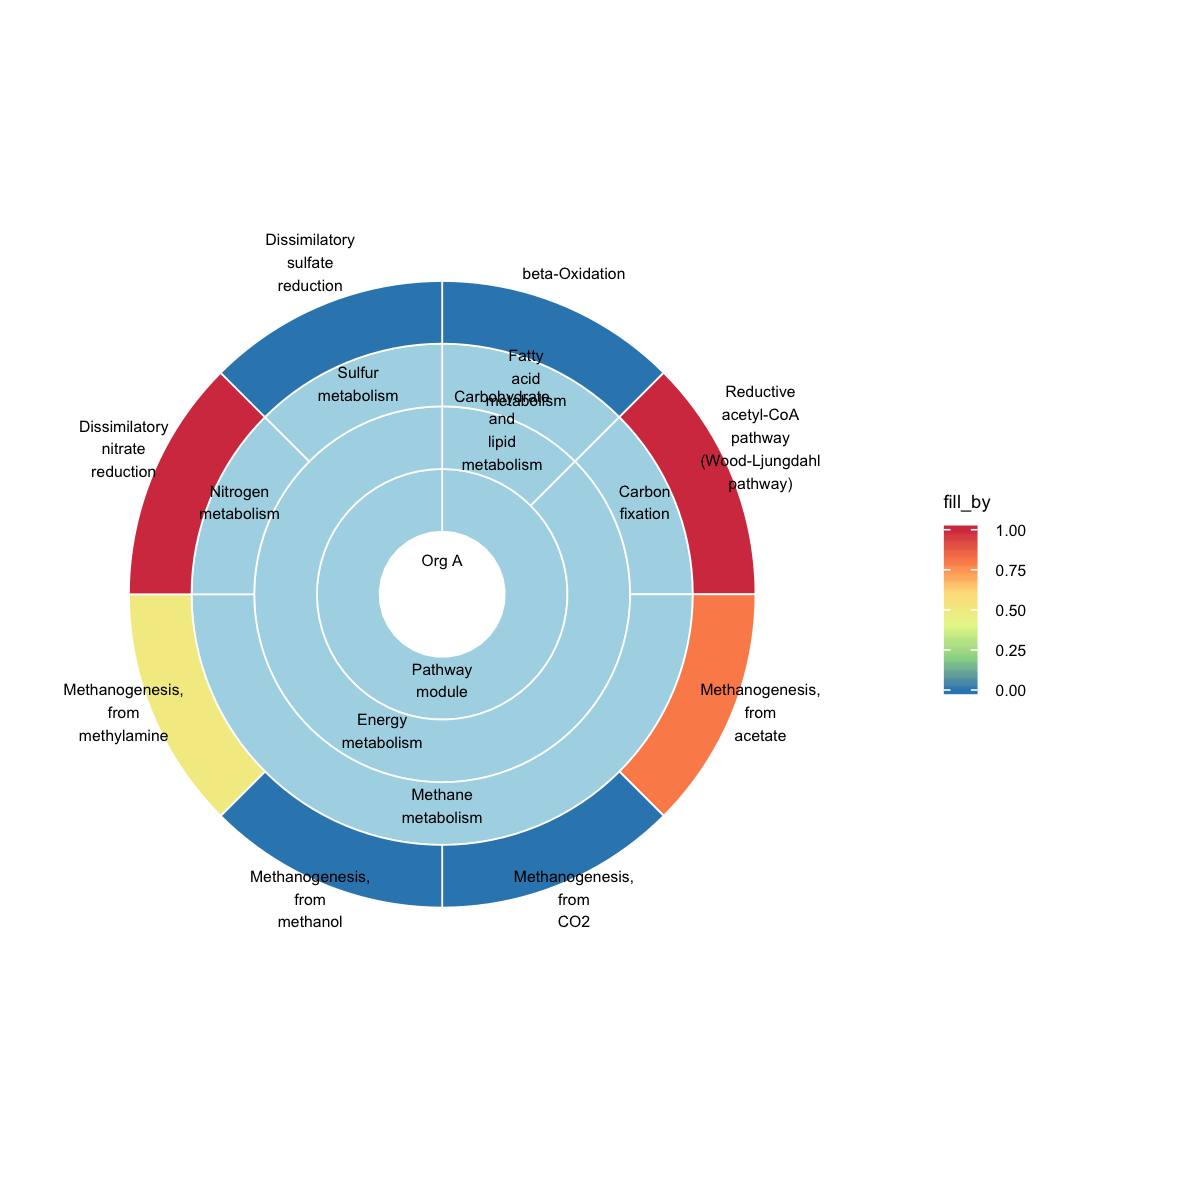 Dissimilatory
sulfate
reduction
beta-Oxidation
Fatty
acid
metabolism
Sulfur
metabolism
Carbohydrate
and
lipid
metabolism
Reductive
acetyl-CoA
pathway
(Wood-Ljungdahl
pathway)
Dissimilatory
nitrate
reduction
Nitrogen
metabolism
Carbon
fixation
Org A
Pathway
module
Energy
metabolism
Methanogenesis,
from
methylamine
Methanogenesis,
from
acetate
Methane
metabolism
Methanogenesis,
from
methanol
Methanogenesis,
from
CO2
fill_by
1.00
0.75
0.50
0.25
0.00